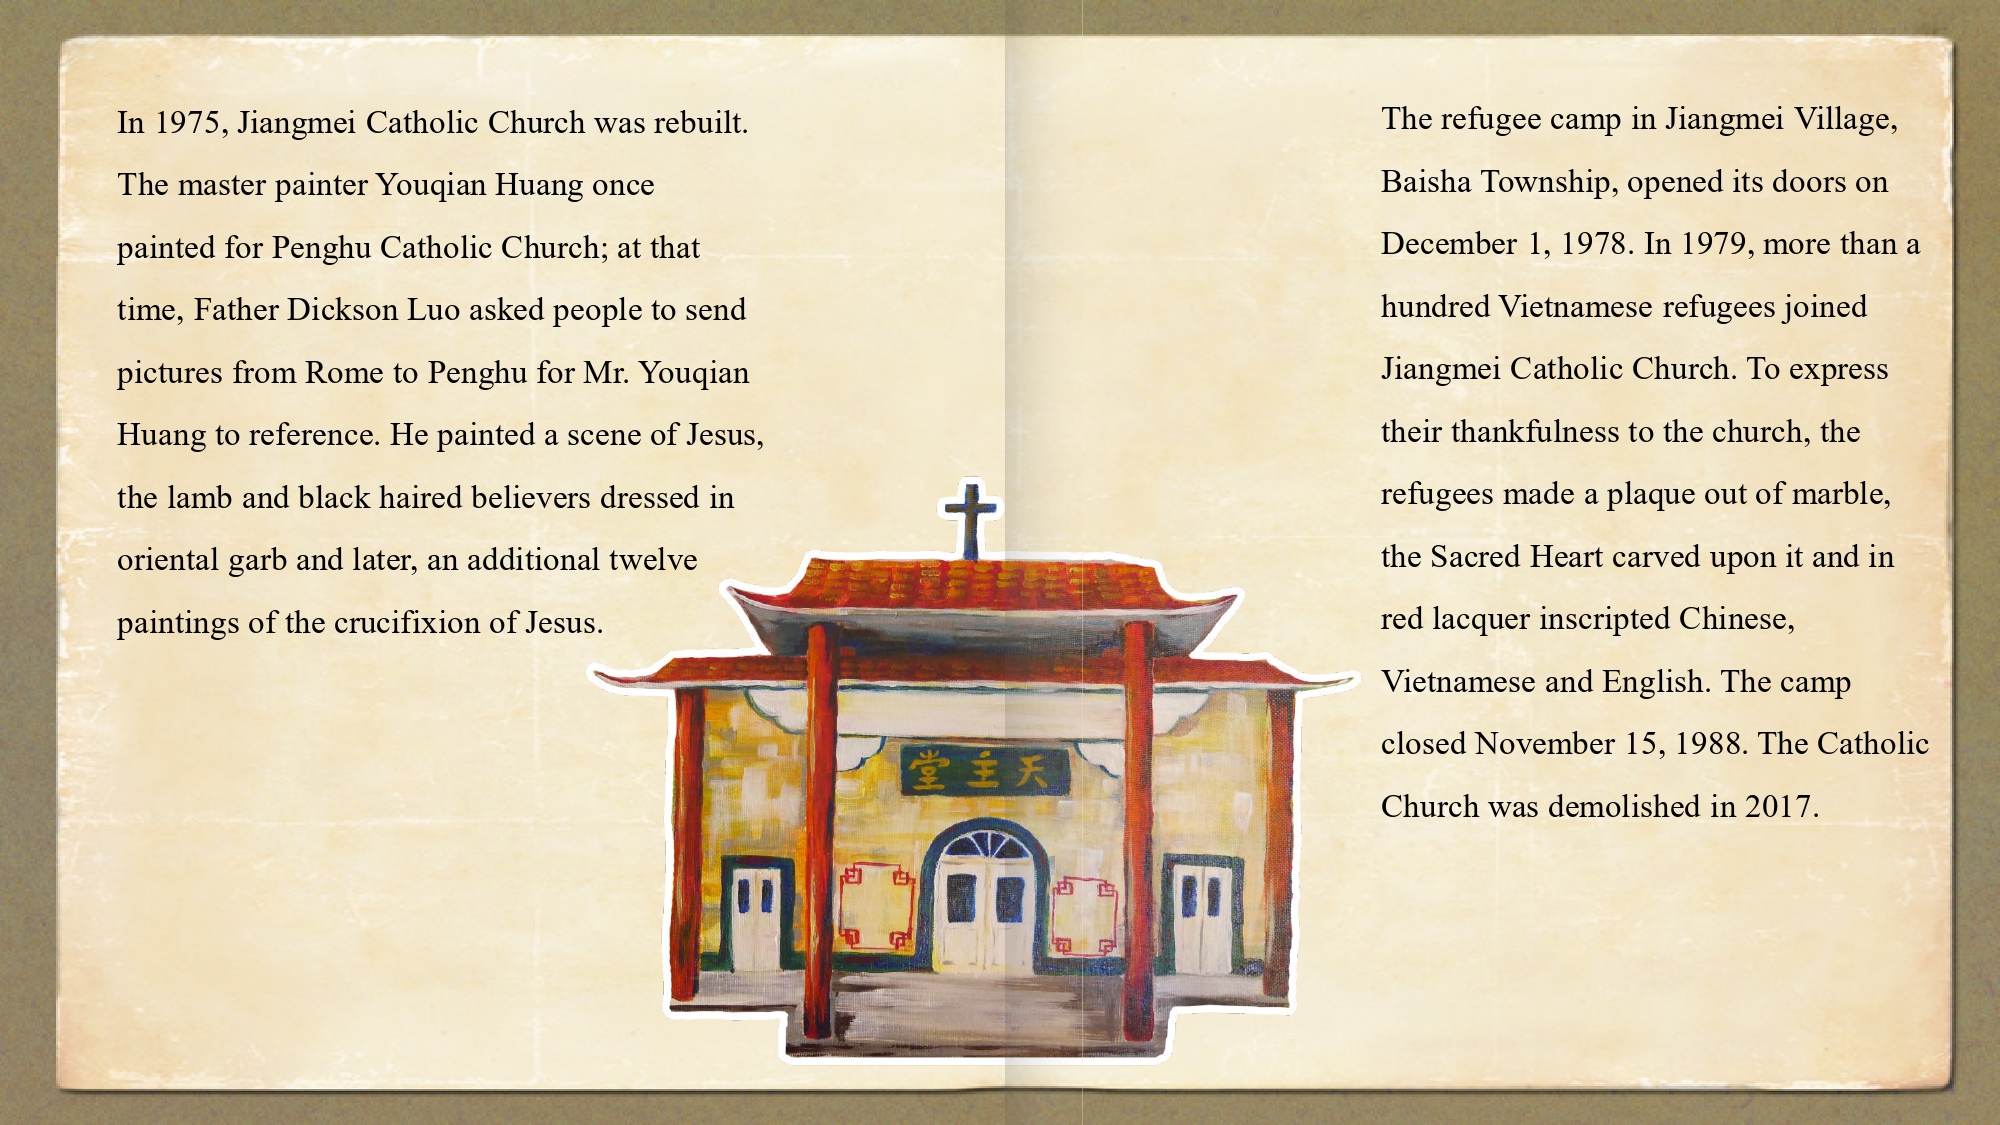 In 1975, Jiangmei Catholic Church was rebuilt.
The master painter Youqian Huang once
painted for Penghu Catholic Church; at that
time, Father Dickson Luo asked people to send
pictures from Rome to Penghu for Mr. Youqian
Huang to reference. He painted a scene of Jesus,
the lamb and black haired believers dressed in
oriental garb and later, an additional twelve
paintings of the crucifixion of Jesus.
堂主天
The refugee camp in Jiangmei Village,
Baisha Township, opened its doors on
December 1, 1978. In 1979, more than a
hundred Vietnamese refugees joined
Jiangmei Catholic Church. To express
their thankfulness to the church, the
refugees made a plaque out of marble,
the Sacred Heart carved upon it and in
red lacquer inscripted Chinese,
Vietnamese and English. The camp
closed November 15, 1988. The Catholic
Church was demolished in 2017.